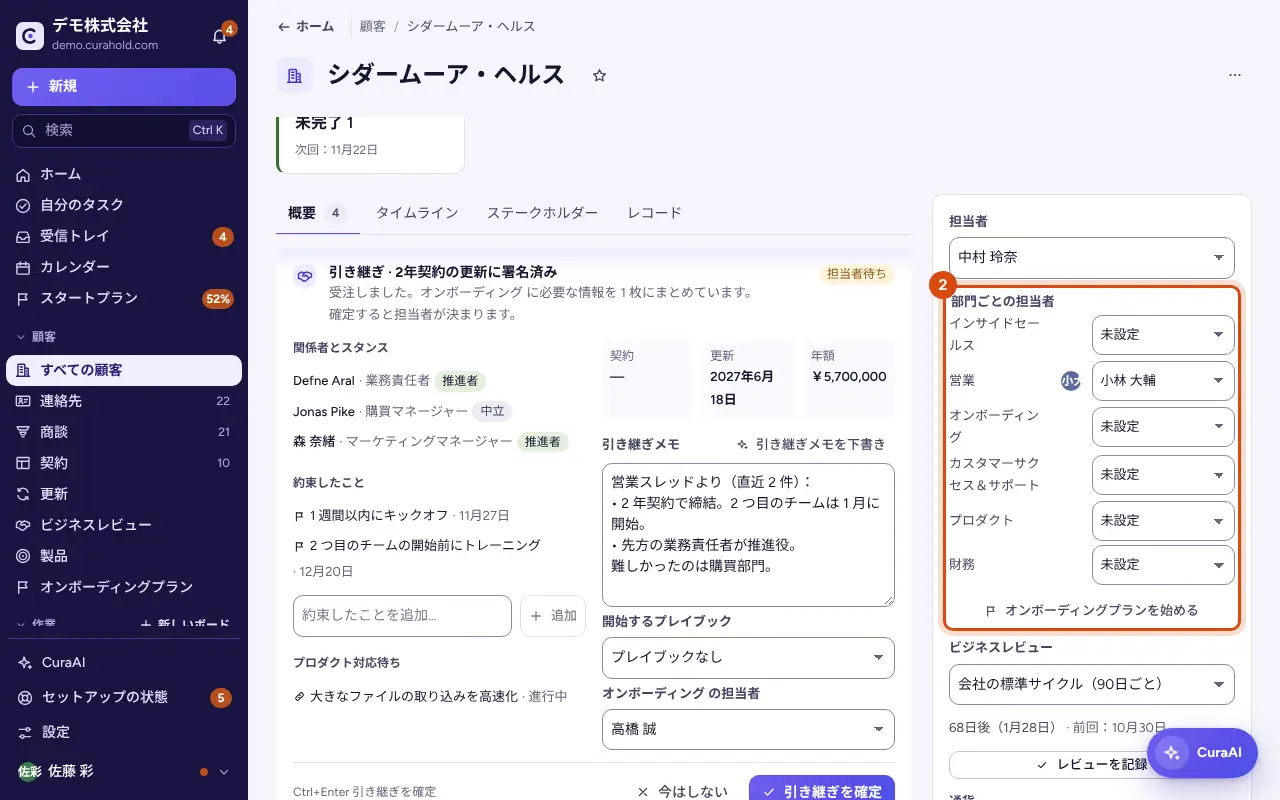 デモ株式会社
demo.curahold.com
4
新規
検索
Ctrl K
ホーム
自分のタスク
受信トレイ
4
カレンダー
スタートプラン
52%
顧客
すべての顧客
連絡先
22
商談
21
契約
10
更新
ビジネスレビュー
製品
オンボーディングプラン
作業
新しいボード
CuraAI
セットアップの状態
5
設定
佐彩
佐藤 彩
← ホーム
顧客 / シダームーア・ヘルス
シダームーア・ヘルス
未完了 1
次回：11月22日
概要 4
タイムライン
ステークホルダー
レコード
引き継ぎ · 2年契約の更新に署名済み
担当者待ち
受注しました。オンボーディング に必要な情報を 1 枚にまとめています。
確定すると担当者が決まります。
関係者とスタンス
Defne Aral · 業務責任者 推進者
Jonas Pike · 購買マネージャー 中立
森 奈緒 · マーケティングマネージャー 推進者
約束したこと
1 週間以内にキックオフ · 11月27日
2 つ目のチームの開始前にトレーニング
· 12月20日
約束したことを追加...
追加
プロダクト対応待ち
大きなファイルの取り込みを高速化 · 進行中
契約
—
更新
2027年6月
18日
年額
￥5,700,000
引き継ぎメモ
引き継ぎメモを下書き
営業スレッドより（直近 2 件）：
• 2 年契約で締結。2 つ目のチームは 1 月に
開始。
• 先方の業務責任者が推進役。
難しかったのは購買部門。
開始するプレイブック
プレイブックなし
オンボーディング の担当者
高橋 誠
Ctrl+Enter 引き継ぎを確定
今はしない
引き継ぎを確定
担当者
中村 玲奈
2
部門ごとの担当者
インサイドセー
ルス
未設定
営業
小林 大輔
オンボーディン
グ
未設定
カスタマーサク
セス＆サポート
未設定
プロダクト
未設定
財務
未設定
オンボーディングプランを始める
ビジネスレビュー
会社の標準サイクル（90日ごと）
68日後（1月28日） · 前回：10月30日
レビューを記録
CuraAI